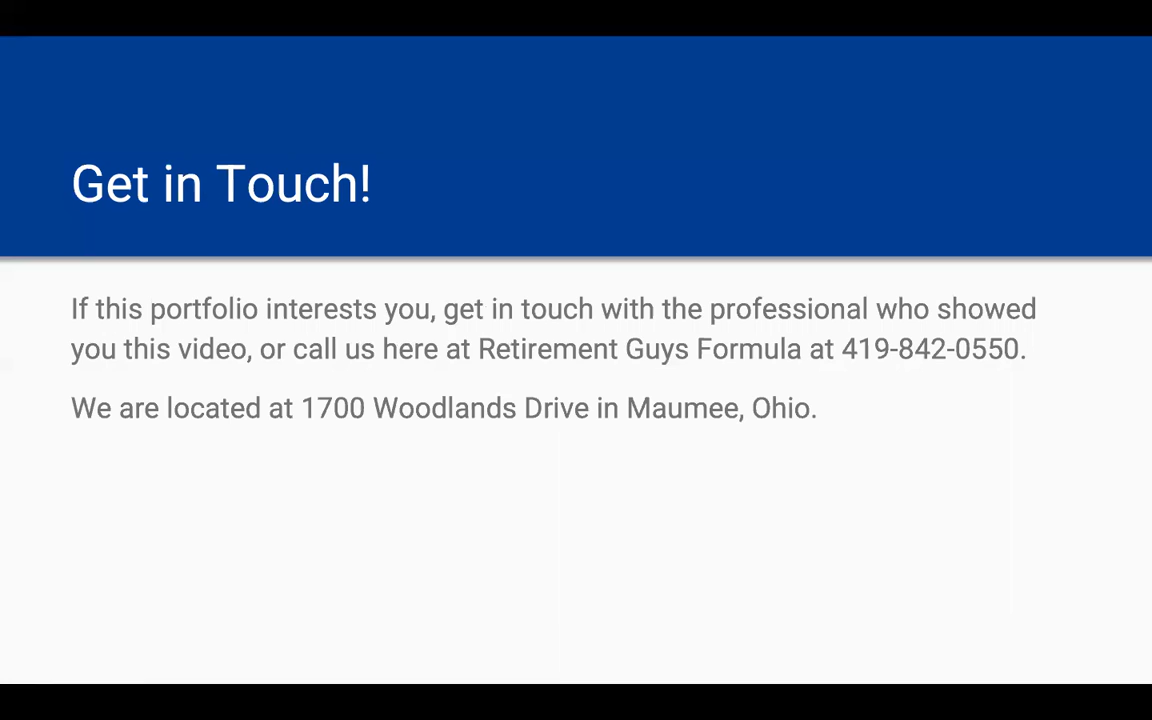 Get in Touch!
If this portfolio interests you, get in touch with the professional who showed
you this video, or call us here at Retirement Guys Formula at 419-842-0550.
We are located at 1700 Woodlands Drive in Maumee, Ohio.